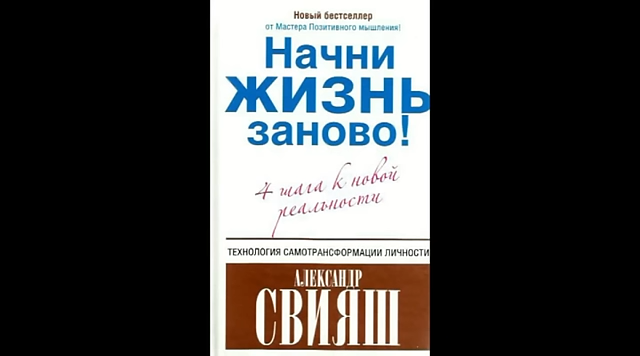 Новый бестселлер
от Мастера Позитивного мышления!
Начни
ЖИЗНЬ
заново!
4 шага к новой
реальности
ТЕХНОЛОГИЯ САМОТРАНСФОРМАЦИИ ЛИЧНОСТИ
АЛЕКСАНДР
СВИЯШ